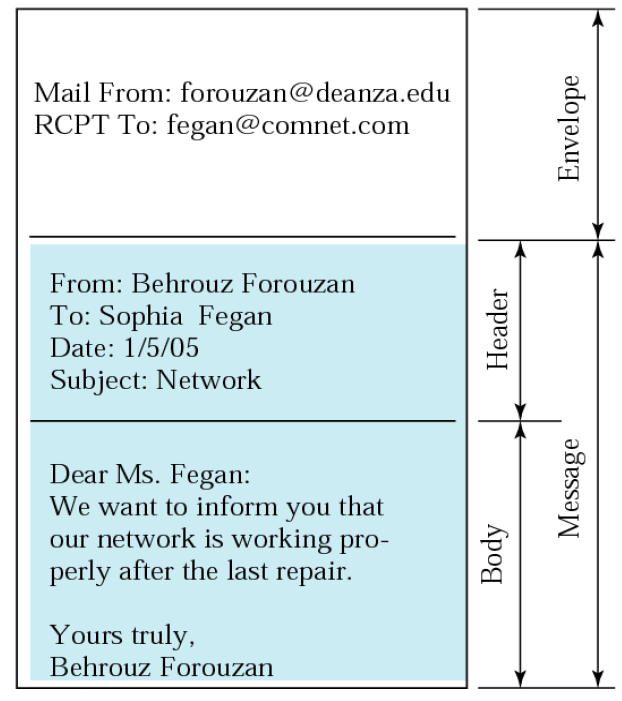 Mail From: forouzan@deanza.edu
RCPT To: fegan@comnet.com
Envelope
From: Behrouz Forouzan
To: Sophia Fegan
Date: 1/5/05
Subject: Network
Header
Dear Ms. Fegan:
We want to inform you that
our network is working pro-
perly after the last repair.
Yours truly,
Behrouz Forouzan
Body
Message